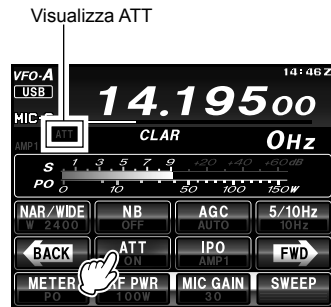 Visualizza ATT
VFO-A 14:46Z
USB
14.19500
MIC
ATT
AMP1 CLAR 0Hz
S 1 3 5 7 9 +20 +40 +60dB
PO 0 10 50 100 150W
NAR/WIDE NB AGC 5/10Hz
W 2400 OFF AUTO 10Hz
BACK ATT IPO FWD
ON AMP1
METER RF PWR MIC GAIN SWEEP
PO 100W 30